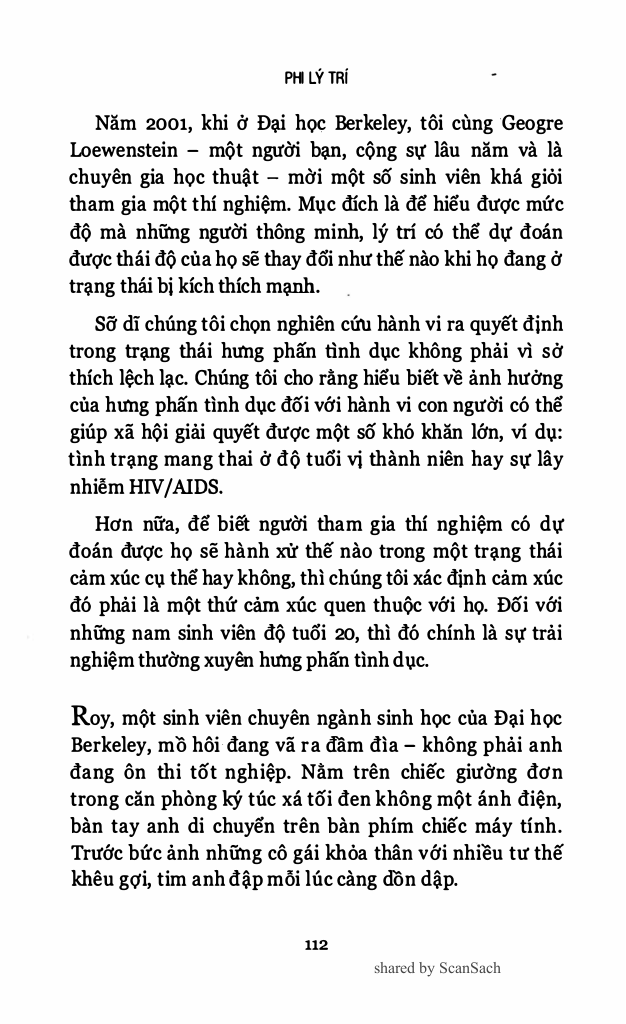 PHI LÝ TRÍ
Năm 2001, khi ở Đại học Berkeley, tôi cùng Geogre
Loewenstein – một người bạn, cộng sự lâu năm và là
chuyên gia học thuật – mời một số sinh viên khá giỏi
tham gia một thí nghiệm. Mục đích là để hiểu được mức
độ mà những người thông minh, lý trí có thể dự đoán
được thái độ của họ sẽ thay đổi như thế nào khi họ đang ở
trạng thái bị kích thích mạnh.
Sỡ dĩ chúng tôi chọn nghiên cứu hành vi ra quyết định
trong trạng thái hưng phấn tình dục không phải vì sở
thích lệch lạc. Chúng tôi cho rằng hiểu biết về ảnh hưởng
của hưng phấn tình dục đối với hành vi con người có thể
giúp xã hội giải quyết được một số khó khăn lớn, ví dụ:
tình trạng mang thai ở độ tuổi vị thành niên hay sự lây
nhiễm HIV/AIDS.
Hơn nữa, để biết người tham gia thí nghiệm có dự
đoán được họ sẽ hành xử thế nào trong một trạng thái
cảm xúc cụ thể hay không, thì chúng tôi xác định cảm xúc
đó phải là một thứ cảm xúc quen thuộc với họ. Đối với
những nam sinh viên độ tuổi 20, thì đó chính là sự trải
nghiệm thường xuyên hưng phấn tình dục.
Roy, một sinh viên chuyên ngành sinh học của Đại học
Berkeley, mồ hôi đang vã ra đầm đìa – không phải anh
đang ôn thi tốt nghiệp. Nằm trên chiếc giường đơn
trong căn phòng ký túc xá tối đen không một ánh điện,
bàn tay anh di chuyển trên bàn phím chiếc máy tính.
Trước bức ảnh những cô gái khỏa thân với nhiều tư thế
khêu gợi, tim anh đập mỗi lúc càng dồn dập.
112
shared by ScanSach